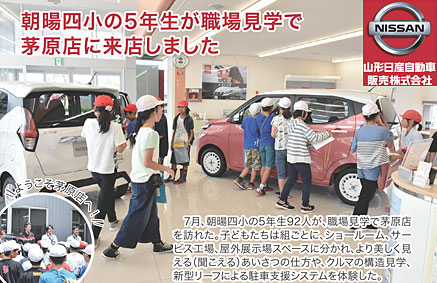 朝暘四小の5年生が職場見学で
茅原店に来店しました
NISSAN
山形日産自動車
販売株式会社
ようこそ茅原店へ!
7月、朝暘四小の5年生92人が、職場見学で茅原店
を訪れた。子どもたちは組ごとに、ショールーム、サー
ビス工場、屋外展示場スペースに分かれ、より美しく見
える(聞こえる)あいさつの仕方や、クルマの構造見学、
新型リーフによる駐車支援システムを体験した。